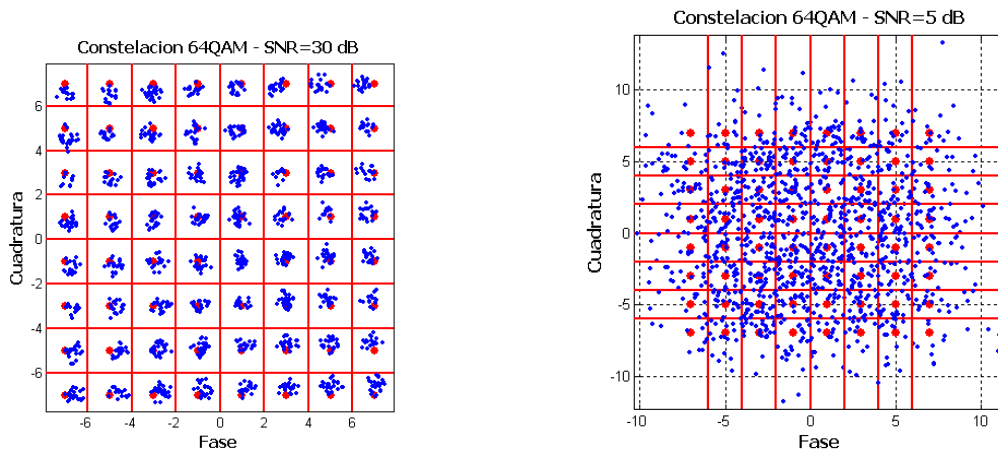 Constelacion 64QAM - SNR=30 dB
Cuadratura
6
4
2
0
-2
-4
-6
-6 -4 -2 0 2 4 6
Fase
Constelacion 64QAM - SNR=5 dB
Cuadratura
10
5
0
-5
-10
-10 -5 0 5 10
Fase